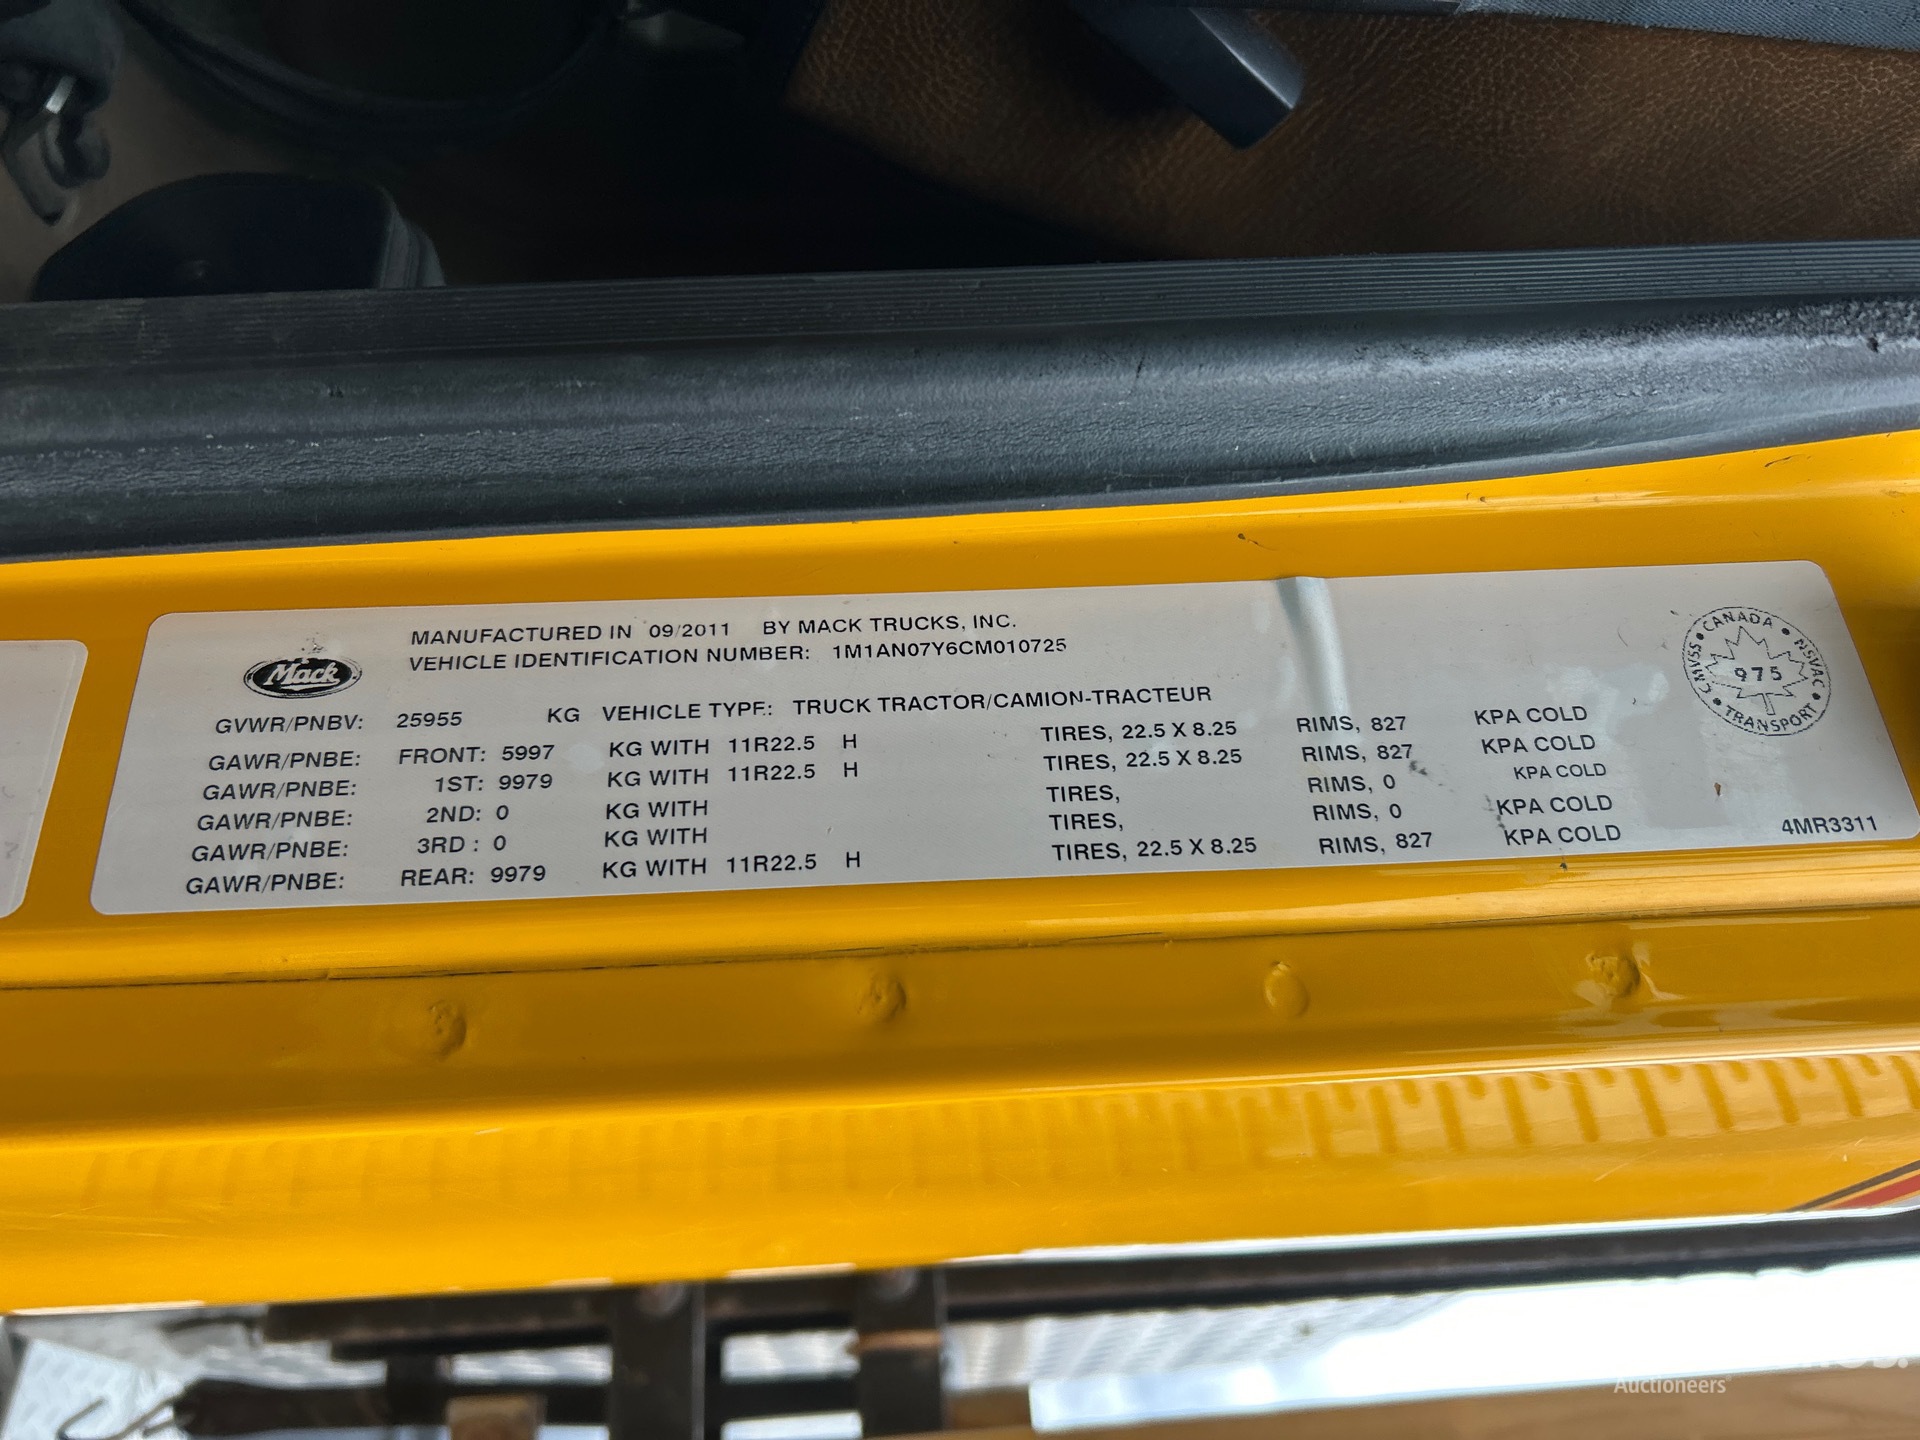 MANUFACTURED IN 09/2011 BY MACK TRUCKS, INC.
Mack
VEHICLE IDENTIFICATION NUMBER: 1M1AN07Y6CM010725
GVWR/PNBV: 25955 KG VEHICLE TYPE: TRUCK TRACTOR/CAMION-TRACTEUR
GAWR/PNBE: FRONT: 5997 KG WITH 11R22.5 H TIRES, 22.5 X 8.25 RIMS, 827 KPA COLD
GAWR/PNBE: 1ST: 9979 KG WITH 11R22.5 H TIRES, 22.5 X 8.25 RIMS, 827 KPA COLD
GAWR/PNBE: 2ND: 0 KG WITH TIRES, RIMS, 0 KPA COLD
GAWR/PNBE: 3RD : 0 KG WITH TIRES, RIMS, 0 KPA COLD
GAWR/PNBE: REAR: 9979 KG WITH 11R22.5 H TIRES, 22.5 X 8.25 RIMS, 827 KPA COLD
CANADA • NSVAC • TRANSPORT • CMVSS •
975
4MR3311
Auctioneers